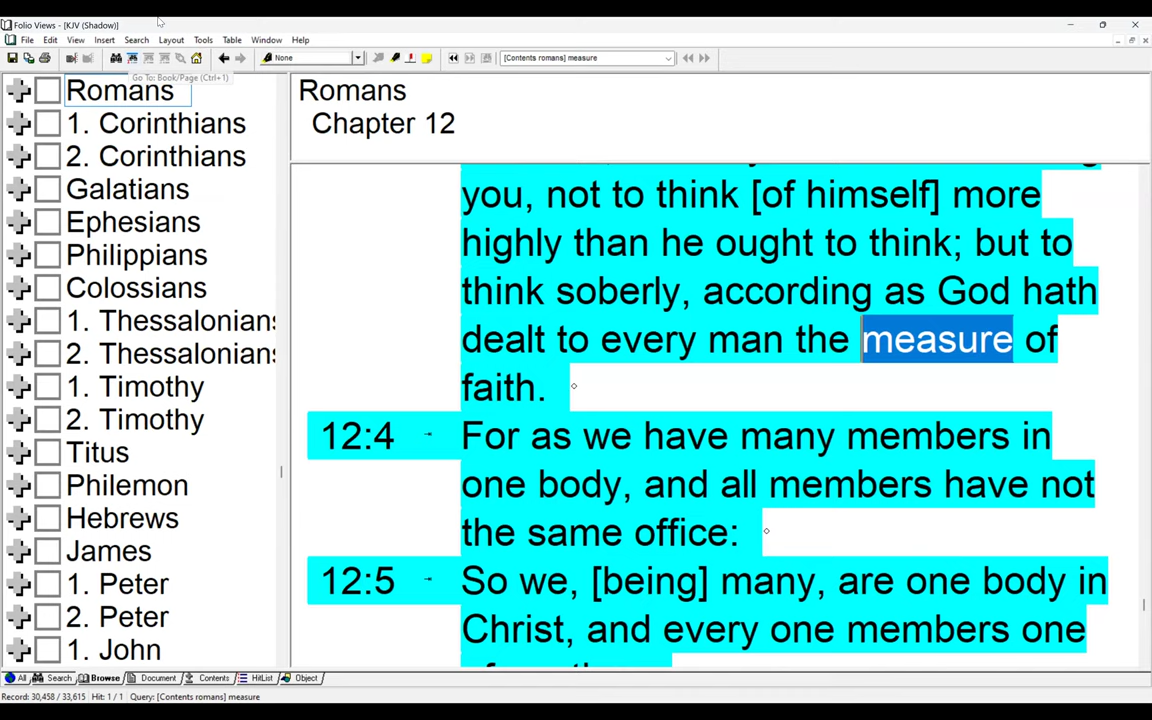 Folio Views - [KJV (Shadow)]
File Edit View Insert Search Layout Tools Table Window Help
None
[Contents romans] measure
Go To: Book/Page (Ctrl+1)
Romans
1. Corinthians
2. Corinthians
Galatians
Ephesians
Philippians
Colossians
1. Thessalonians
2. Thessalonians
1. Timothy
2. Timothy
Titus
Philemon
Hebrews
James
1. Peter
2. Peter
1. John
Romans
Chapter 12
you, not to think [of himself] more
highly than he ought to think; but to
think soberly, according as God hath
dealt to every man the measure of
faith.
12:4 For as we have many members in
one body, and all members have not
the same office:
12:5 So we, [being] many, are one body in
Christ, and every one members one
All Search Browse Document Contents HitList Object
Record: 30,458 / 33,615 Hit: 1 / 1 Query: [Contents romans] measure